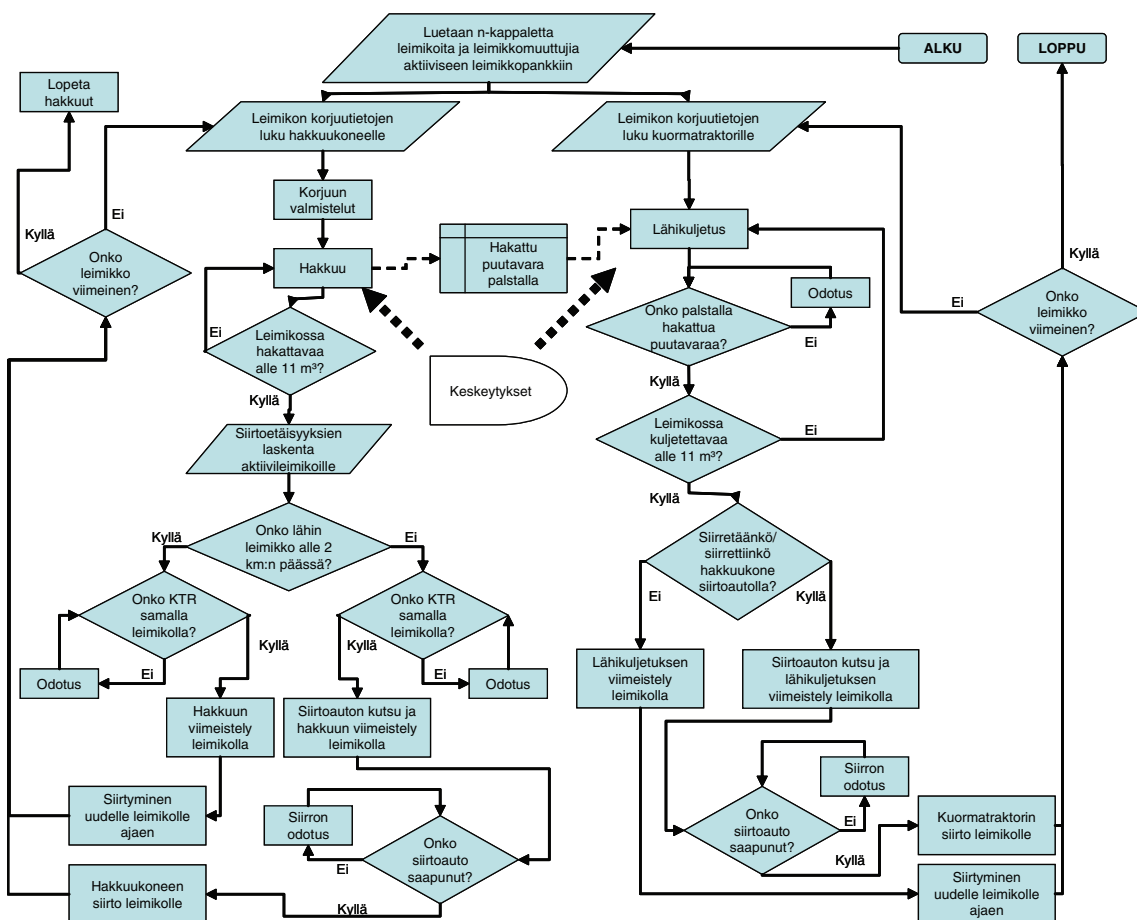 Luetaan n-kappaletta
leimikoita ja leimikkomuuttujia
aktiiviseen leimikkopankkiin
ALKU
LOPPU
Lopeta
hakkuut
Leimikon korjuutietojen
luku hakkuukoneelle
Leimikon korjuutietojen
luku kuormatraktorille
Korjuun
valmistelut
Ei
Kyllä
Onko
leimikko
viimeinen?
Hakkuu
Hakattu
puutavara
palstalla
Lähikuljetus
Odotus
Onko palstalla
hakattua
puutavaraa?
Ei
Kyllä
Kyllä
Ei
Onko
leimikko
viimeinen?
Ei
Leimikossa
hakattavaa
alle 11 m³?
Kyllä
Keskeytykset
Leimikossa
kuljetettavaa
alle 11 m³?
Ei
Kyllä
Siirtoetäisyyksien
laskenta
aktiivileimikoille
Kyllä
Onko lähin
leimikko alle 2
km:n päässä?
Ei
Siirretäänkö/
siirrettiinkö
hakkuukone
siirtoautolla?
Ei
Kyllä
Onko KTR
samalla
leimikolla?
Kyllä
Ei
Odotus
Onko KTR
samalla
leimikolla?
Kyllä
Ei
Odotus
Hakkuun
viimeistely
leimikolla
Siirtoauton kutsu ja
hakkuun viimeistely
leimikolla
Lähikuljetuksen
viimeistely
leimikolla
Siirtoauton kutsu ja
lähikuljetuksen
viimeistely leimikolla
Siirtyminen
uudelle leimikolle
ajaen
Siirron
odotus
Onko
siirtoauto
saapunut?
Ei
Kyllä
Hakkuukoneen
siirto leimikolle
Siirron
odotus
Onko
siirtoauto
saapunut?
Ei
Kyllä
Kuormatraktorin
siirto leimikolle
Siirtyminen
uudelle leimikolle
ajaen